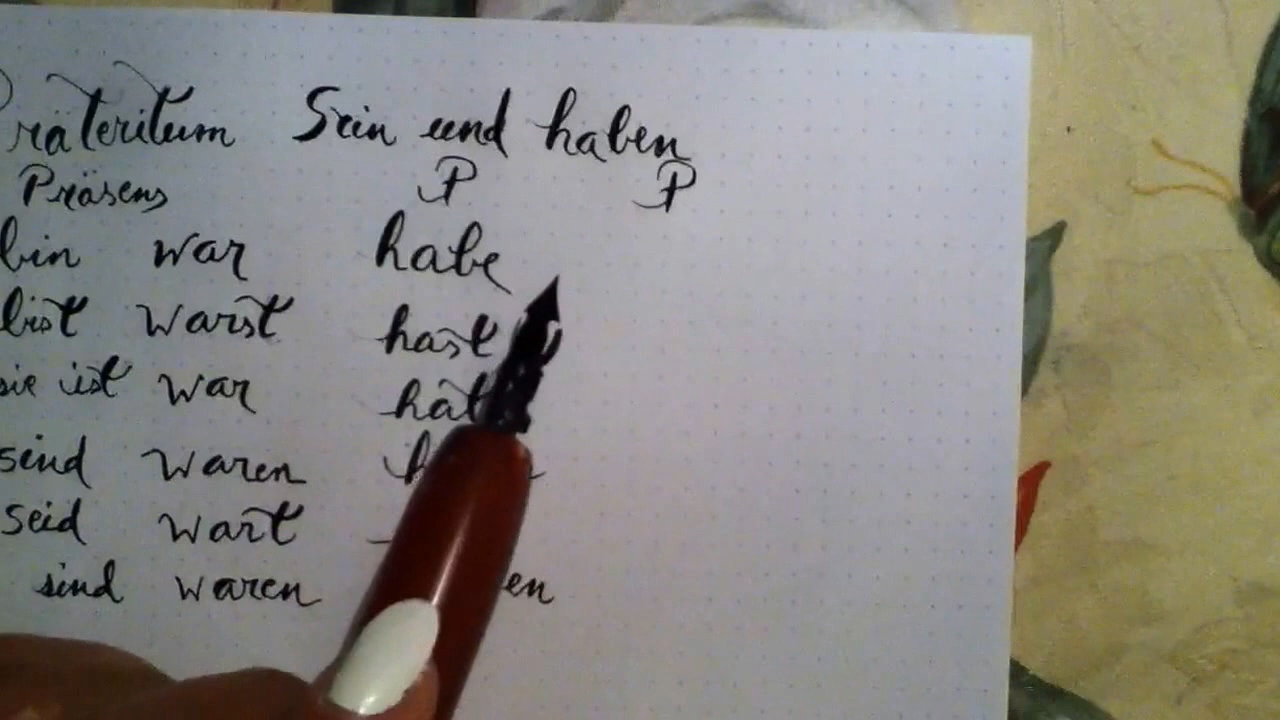 Präteritum Sein und haben
Präsens P P
bin war habe
bist warst hast
sie ist war hat
sind waren
seid wart
sind waren